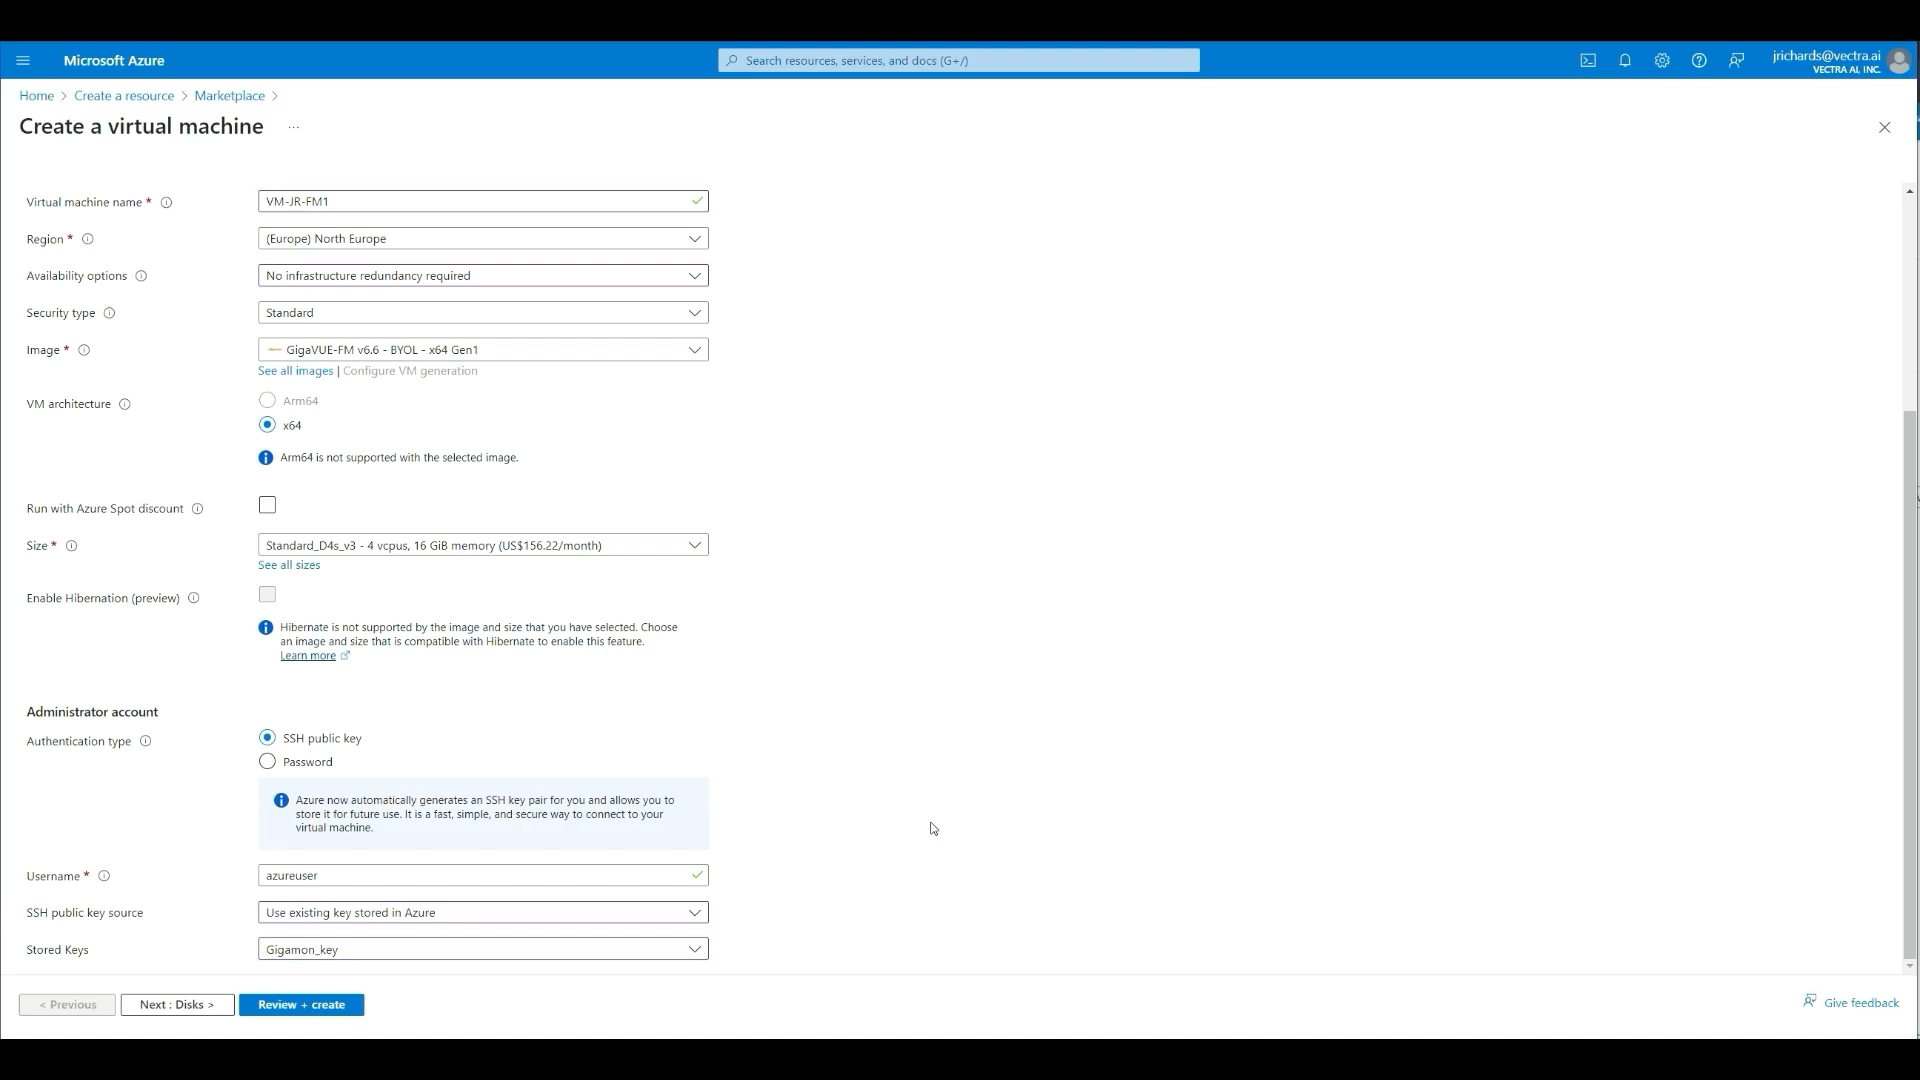 Microsoft Azure
Search resources, services, and docs (G+/)
jrichards@vectra.ai
VECTRA AI, INC.
Home > Create a resource > Marketplace >
Create a virtual machine ...
Virtual machine name *
VM-JR-FM1
Region *
(Europe) North Europe
Availability options
No infrastructure redundancy required
Security type
Standard
Image *
GigaVUE-FM v6.6 - BYOL - x64 Gen1
See all images | Configure VM generation
VM architecture
Arm64
x64
Arm64 is not supported with the selected image.
Run with Azure Spot discount
Size *
Standard_D4s_v3 - 4 vcpus, 16 GiB memory (US$156.22/month)
See all sizes
Enable Hibernation (preview)
Hibernate is not supported by the image and size that you have selected. Choose
an image and size that is compatible with Hibernate to enable this feature.
Learn more
Administrator account
Authentication type
SSH public key
Password
Azure now automatically generates an SSH key pair for you and allows you to
store it for future use. It is a fast, simple, and secure way to connect to your
virtual machine.
Username *
azureuser
SSH public key source
Use existing key stored in Azure
Stored Keys
Gigamon_key
< Previous
Next : Disks >
Review + create
Give feedback